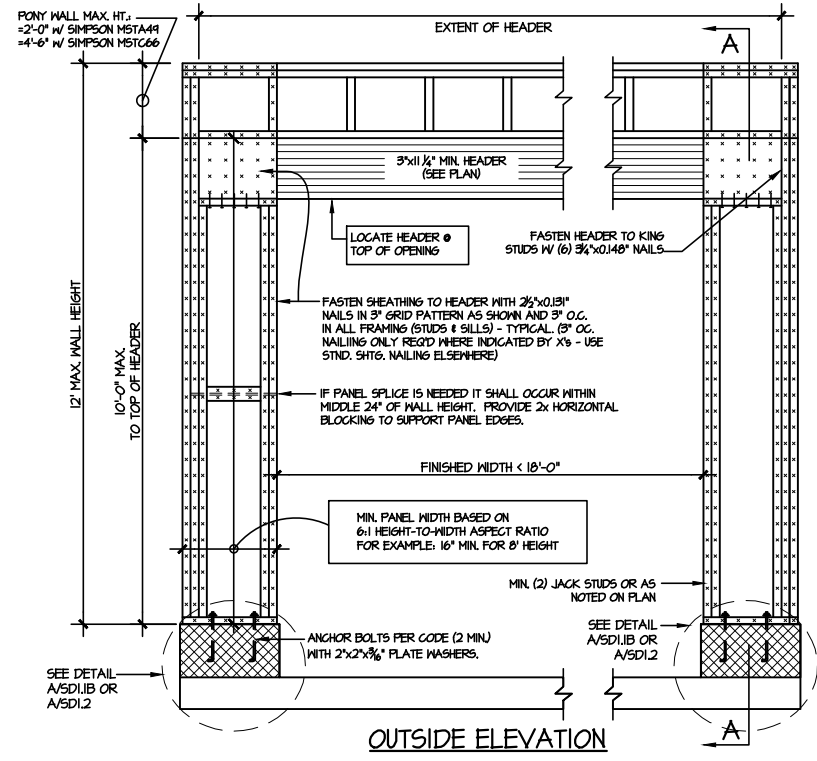 PONY WALL MAX. HT.:
=2'-0" W/ SIMPSON MSTA49
=4'-6" W/ SIMPSON MSTC66
EXTENT OF HEADER
A
3"x11 1/4" MIN. HEADER
(SEE PLAN)
LOCATE HEADER @
TOP OF OPENING
FASTEN HEADER TO KING
STUDS W/ (6) 3 1/4"x0.148" NAILS
12' MAX. WALL HEIGHT
10'-0" MAX.
TO TOP OF HEADER
FASTEN SHEATHING TO HEADER WITH 2 1/2"x0.131"
NAILS IN 3" GRID PATTERN AS SHOWN AND 3" O.C.
IN ALL FRAMING (STUDS & SILLS) - TYPICAL. (3" OC.
NAILIING ONLY REQ'D WHERE INDICATED BY X's - USE
STND. SHTG. NAILING ELSEWHERE)
IF PANEL SPLICE IS NEEDED IT SHALL OCCUR WITHIN
MIDDLE 24" OF WALL HEIGHT. PROVIDE 2x HORIZONTAL
BLOCKING TO SUPPORT PANEL EDGES.
FINISHED WIDTH < 18'-0"
MIN. PANEL WIDTH BASED ON
6:1 HEIGHT-TO-WIDTH ASPECT RATIO
FOR EXAMPLE: 16" MIN. FOR 8' HEIGHT
MIN. (2) JACK STUDS OR AS
NOTED ON PLAN
SEE DETAIL
A/SD1.1B OR
A/SD1.2
ANCHOR BOLTS PER CODE (2 MIN.)
WITH 2"x2"x3/16" PLATE WASHERS.
SEE DETAIL
A/SD1.1B OR
A/SD1.2
A
OUTSIDE ELEVATION